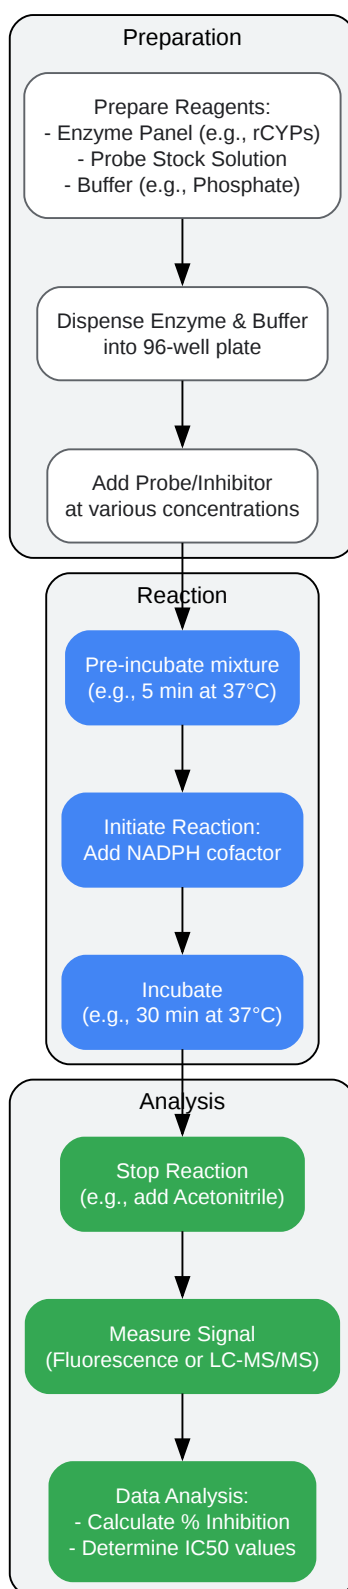 Preparation
Prepare Reagents:
- Enzyme Panel (e.g., rCYPs)
- Probe Stock Solution
- Buffer (e.g., Phosphate)
Dispense Enzyme & Buffer
into 96-well plate
Add Probe/Inhibitor
at various concentrations
Reaction
Pre-incubate mixture
(e.g., 5 min at 37°C)
Initiate Reaction:
Add NADPH cofactor
Incubate
(e.g., 30 min at 37°C)
Analysis
Stop Reaction
(e.g., add Acetonitrile)
Measure Signal
(Fluorescence or LC-MS/MS)
Data Analysis:
- Calculate % Inhibition
- Determine IC50 values